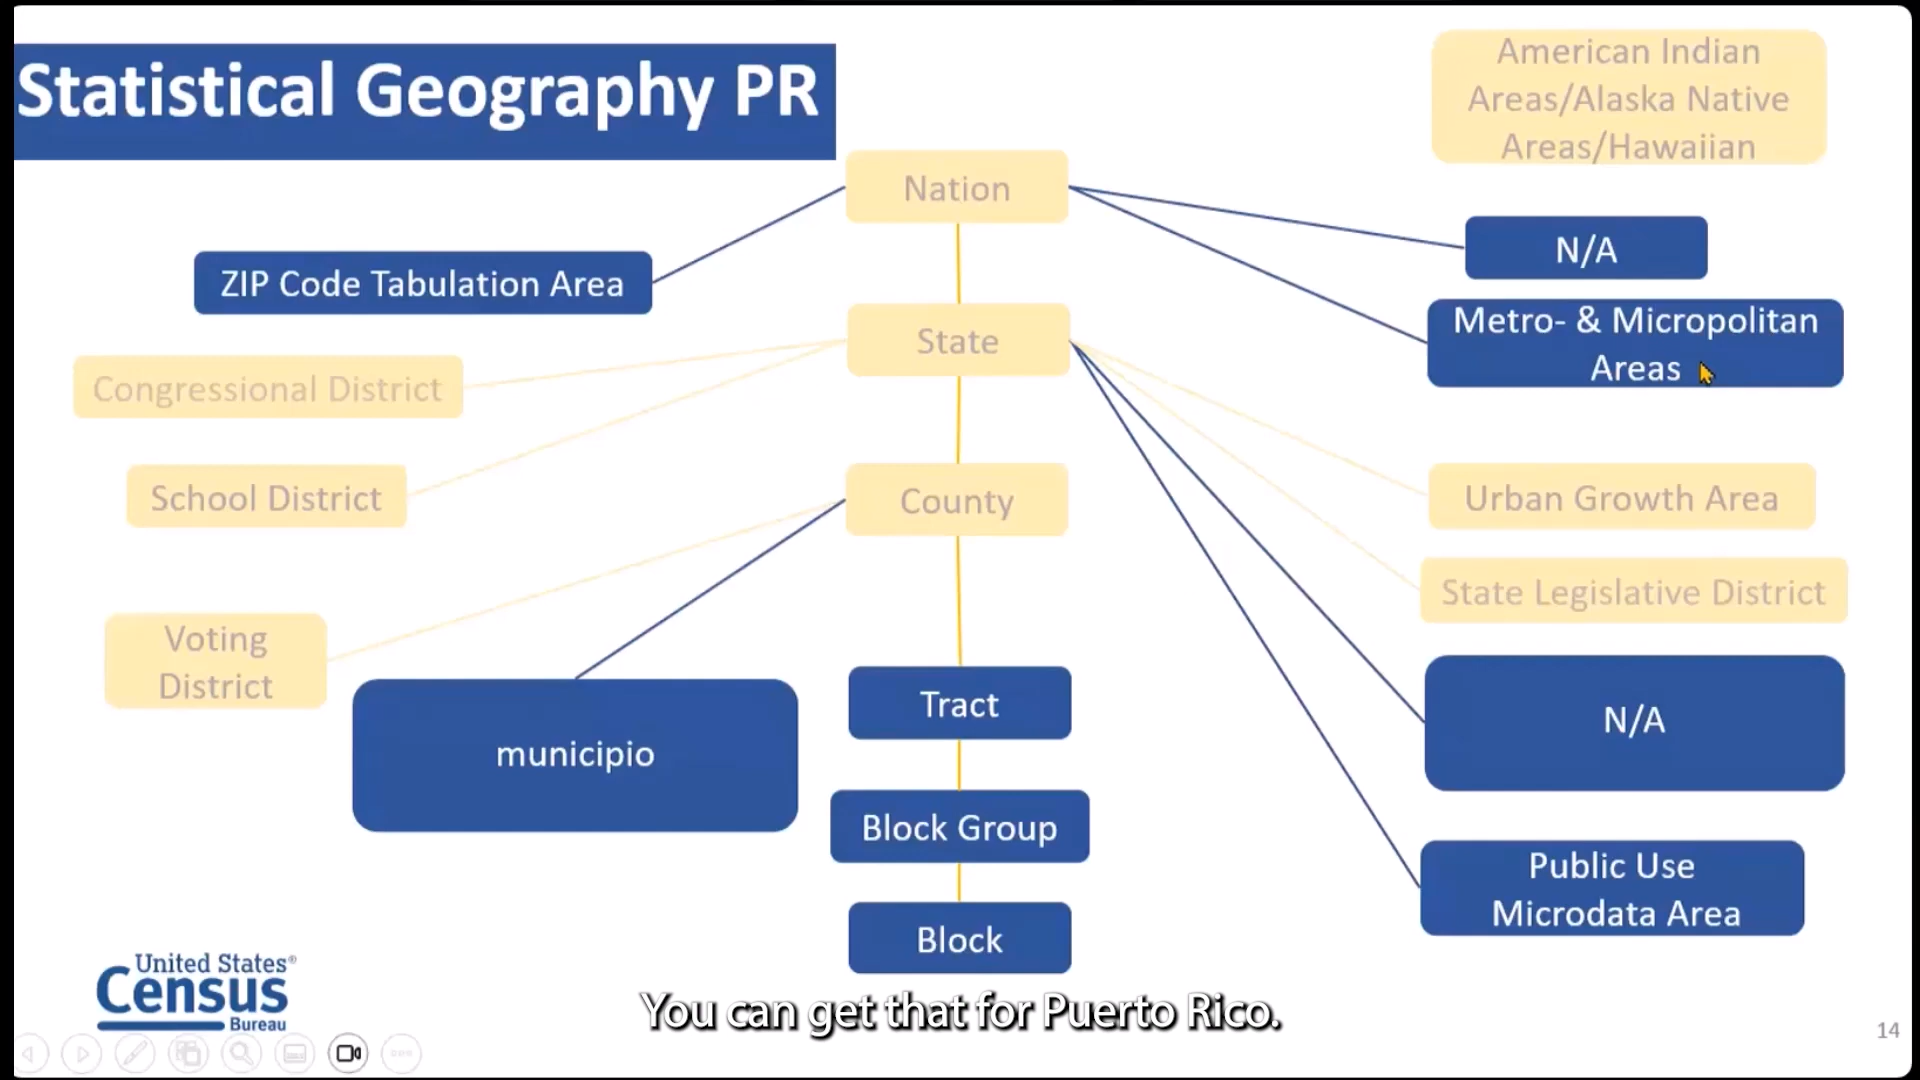 Statistical Geography PR
American Indian
Areas/Alaska Native
Areas/Hawaiian
Nation
N/A
ZIP Code Tabulation Area
Metro- & Micropolitan
Areas
State
Congressional District
School District
County
Urban Growth Area
State Legislative District
Voting
District
municipio
Tract
N/A
Block Group
Public Use
Microdata Area
Block
United States®
Census
Bureau
You can get that for Puerto Rico.
14